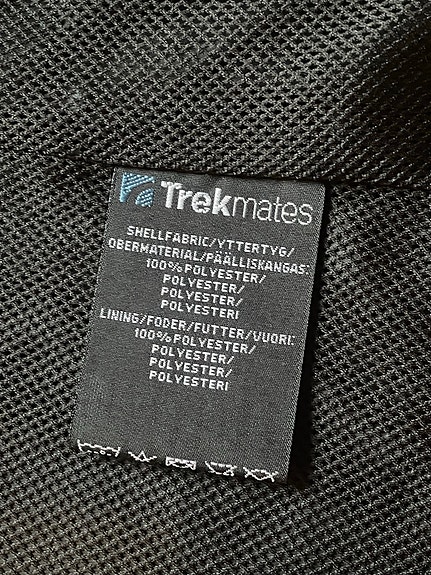 Trekmates
SHELLFABRIC/YTTERTYG/
OBERMATERIAL/PÄÄLLISKANGAS:
100% POLYESTER/
POLYESTER/
POLYESTER/
POLYESTERI
LINING/FODER/FUTTER/VUORI:
100% POLYESTER/
POLYESTER/
POLYESTER/
POLYESTERI